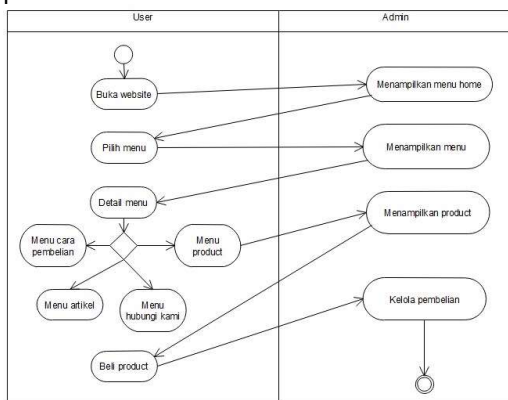 User
Admin
Buka website
Menampilkan menu home
Pilih menu
Menampilkan menu
Detail menu
Menampilkan product
Menu cara
pembelian
Menu
product
Menu artikel
Menu
hubungi kami
Kelola pembelian
Beli product